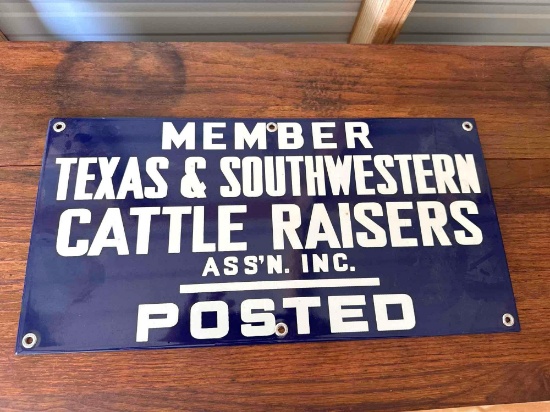 MEMBER
TEXAS & SOUTHWESTERN
CATTLE RAISERS
ASS'N. INC.
POSTED